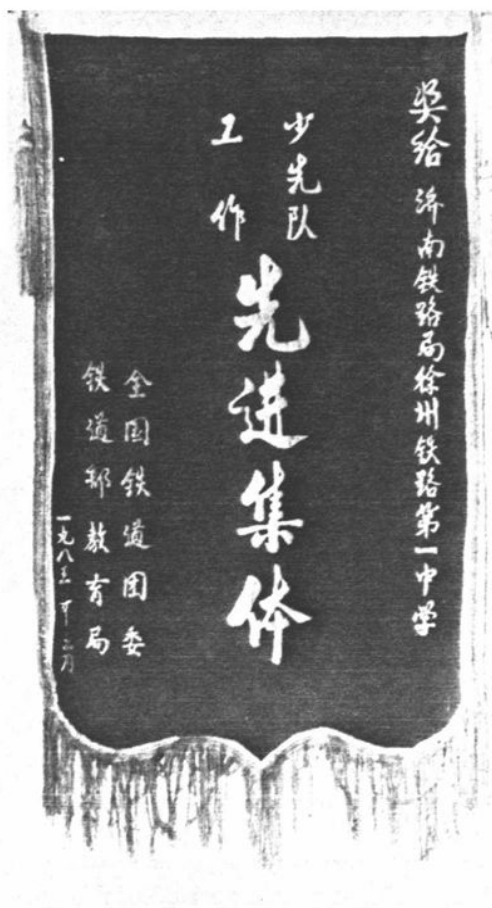 奖给 济南铁路局徐州铁路第一中学
少先队
工作
先进集体
全国铁道团委
铁道部教育局
一九八三年二月